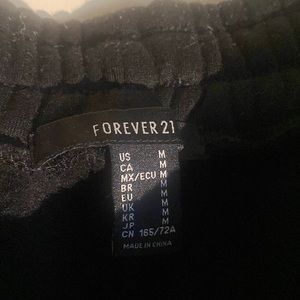 FOREVER 21
US M
CA M
MX/ECU M
BR M
EU M
UK M
KR M
JP M
CN 165/72A
MADE IN CHINA